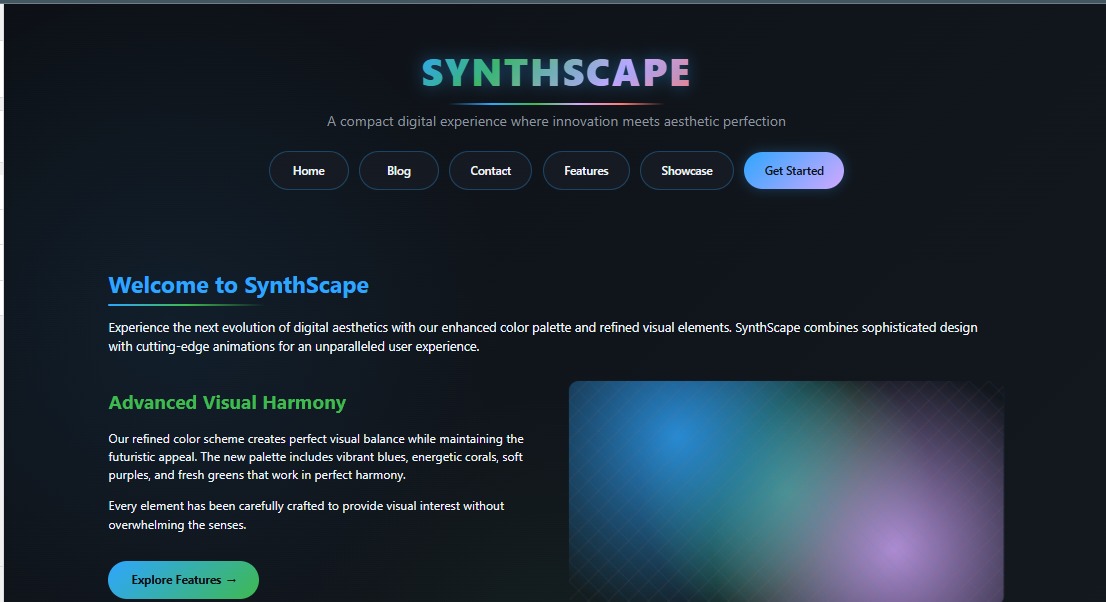 SYNTHSCAPE
A compact digital experience where innovation meets aesthetic perfection
Home Blog Contact Features Showcase Get Started
Welcome to SynthScape
Experience the next evolution of digital aesthetics with our enhanced color palette and refined visual elements. SynthScape combines sophisticated design
with cutting-edge animations for an unparalleled user experience.
Advanced Visual Harmony
Our refined color scheme creates perfect visual balance while maintaining the
futuristic appeal. The new palette includes vibrant blues, energetic corals, soft
purples, and fresh greens that work in perfect harmony.
Every element has been carefully crafted to provide visual interest without
overwhelming the senses.
Explore Features →